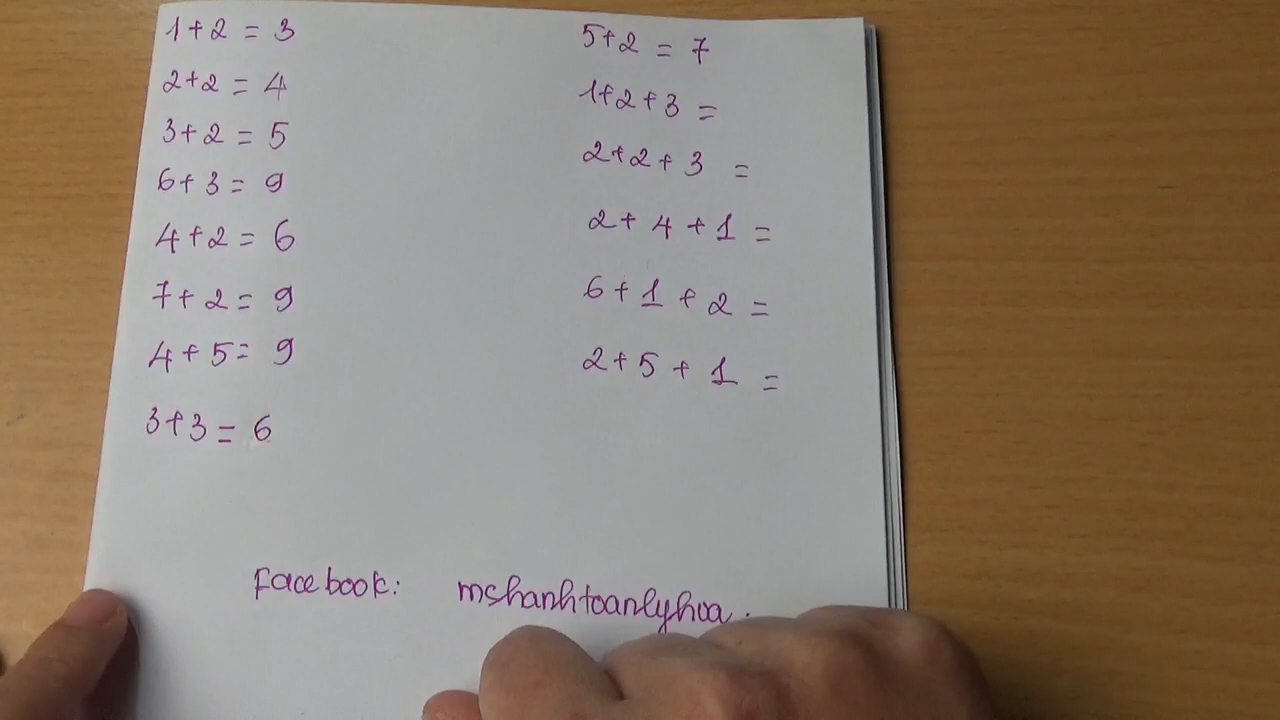 1+2 = 3
2+2 = 4
3+2 = 5
6+3 = 9
4+2 = 6
7+2 = 9
4+5= 9
3+3 = 6
5+2 = 7
1+2+3 =
2+2+3 =
2+4+1 =
6+1+2 =
2+5+1 =
Facebook: mshanhtoanlyhoa.